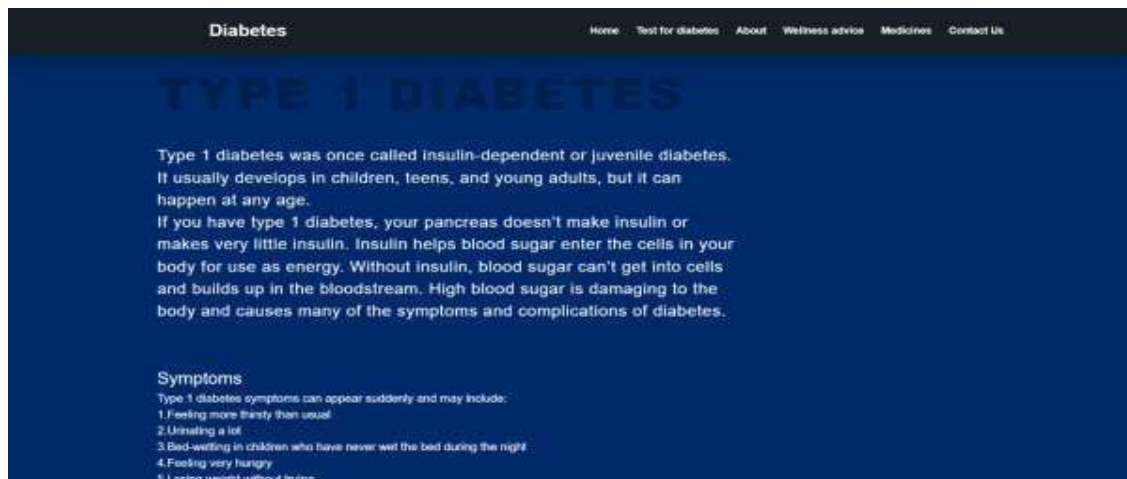 Diabetes
Home Test for diabetes About Wellness advice Medicines Contact Us
TYPE 1 DIABETES
Type 1 diabetes was once called insulin-dependent or juvenile diabetes.
It usually develops in children, teens, and young adults, but it can
happen at any age.
If you have type 1 diabetes, your pancreas doesn't make insulin or
makes very little insulin. Insulin helps blood sugar enter the cells in your
body for use as energy. Without insulin, blood sugar can't get into cells
and builds up in the bloodstream. High blood sugar is damaging to the
body and causes many of the symptoms and complications of diabetes.
Symptoms
Type 1 diabetes symptoms can appear suddenly and may include:
1.Feeling more thirsty than usual
2.Urinating a lot
3.Bed-wetting in children who have never wet the bed during the night
4.Feeling very hungry
5.Losing weight without trying